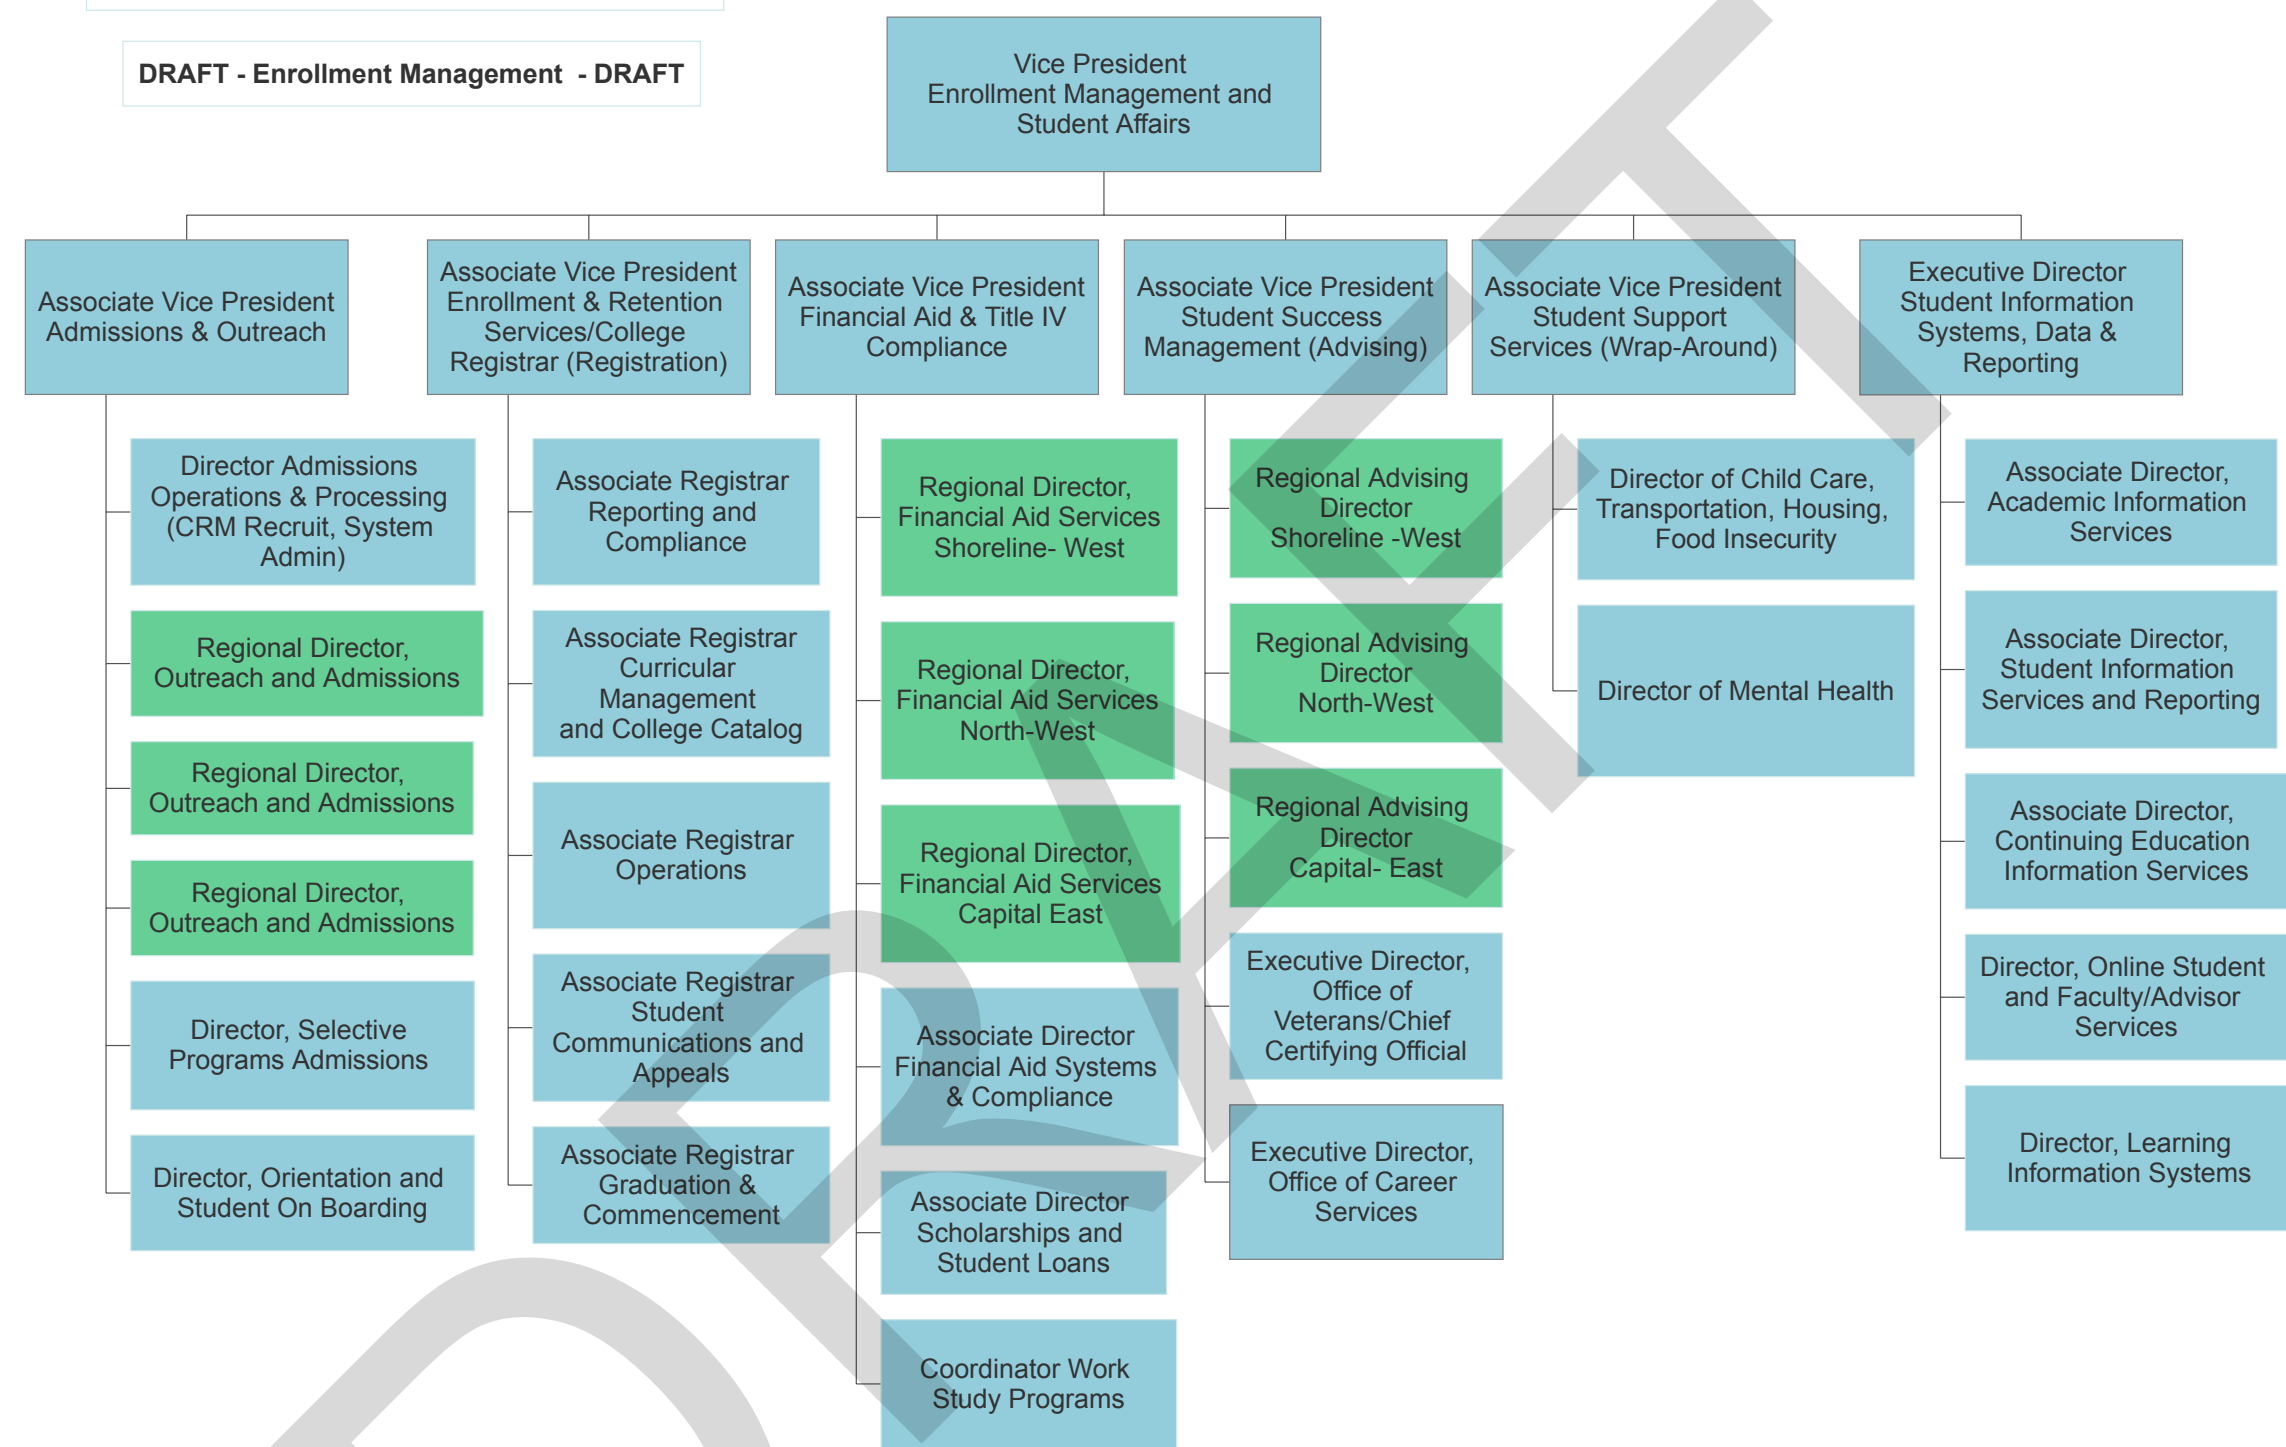 DRAFT - Enrollment Management - DRAFT
Vice President
Enrollment Management and
Student Affairs
Associate Vice President
Admissions & Outreach
Associate Vice President
Enrollment & Retention
Services/College
Registrar (Registration)
Associate Vice President
Financial Aid & Title IV
Compliance
Associate Vice President
Student Success
Management (Advising)
Associate Vice President
Student Support
Services (Wrap-Around)
Executive Director
Student Information
Systems, Data &
Reporting
Director Admissions
Operations & Processing
(CRM Recruit, System
Admin)
Regional Director,
Outreach and Admissions
Regional Director,
Outreach and Admissions
Regional Director,
Outreach and Admissions
Director, Selective
Programs Admissions
Director, Orientation and
Student On Boarding
Associate Registrar
Reporting and
Compliance
Associate Registrar
Curricular
Management
and College Catalog
Associate Registrar
Operations
Associate Registrar
Student
Communications and
Appeals
Associate Registrar
Graduation &
Commencement
Regional Director,
Financial Aid Services
Shoreline- West
Regional Director,
Financial Aid Services
North-West
Regional Director,
Financial Aid Services
Capital East
Associate Director
Financial Aid Systems
& Compliance
Associate Director
Scholarships and
Student Loans
Coordinator Work
Study Programs
Regional Advising
Director
Shoreline -West
Regional Advising
Director
North-West
Regional Advising
Director
Capital- East
Executive Director,
Office of
Veterans/Chief
Certifying Official
Executive Director,
Office of Career
Services
Director of Child Care,
Transportation, Housing,
Food Insecurity
Director of Mental Health
Associate Director,
Academic Information
Services
Associate Director,
Student Information
Services and Reporting
Associate Director,
Continuing Education
Information Services
Director, Online Student
and Faculty/Advisor
Services
Director, Learning
Information Systems
DRAFT